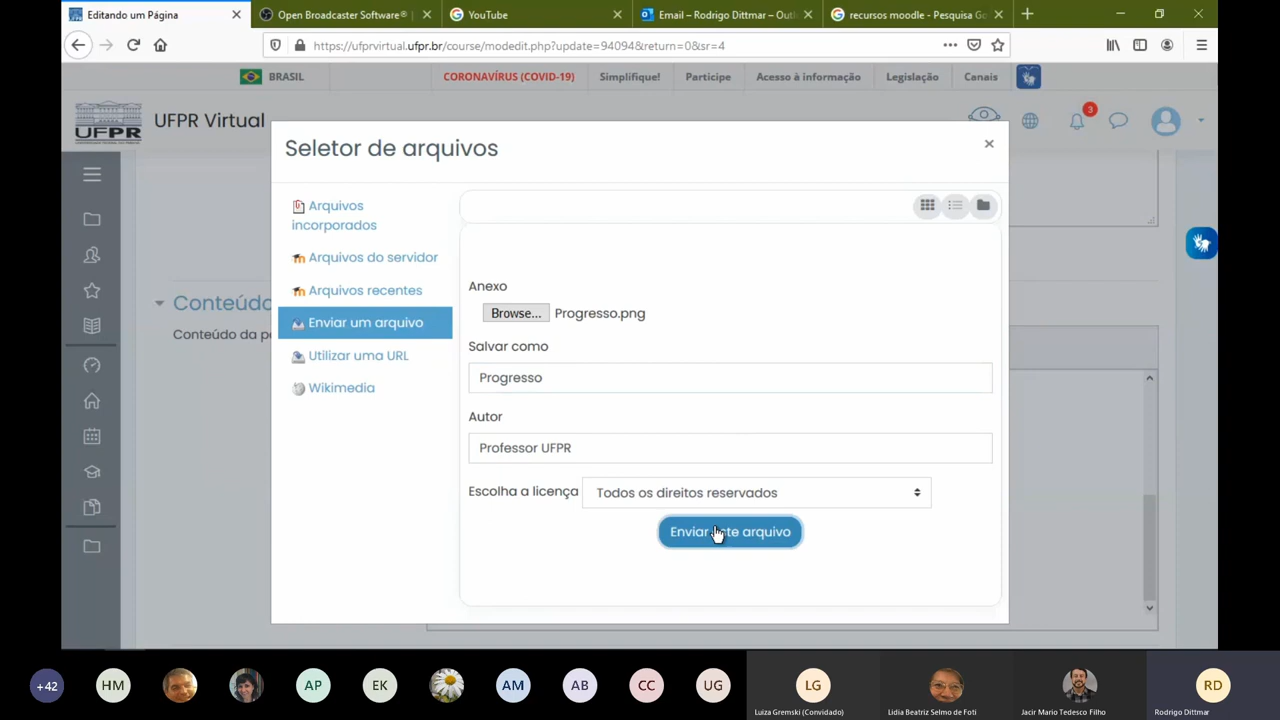 Editando um Página
Open Broadcaster Software®
YouTube
Email – Rodrigo Dittmar – Outl
recursos moodle - Pesquisa Go
https://ufprvirtual.ufpr.br/course/modedit.php?update=94094&return=0&sr=4
BRASIL
CORONAVÍRUS (COVID-19)
Simplifique!
Participe
Acesso à informação
Legislação
Canais
UFPR
UFPR Virtual
3
Seletor de arquivos
Arquivos
incorporados
Arquivos do servidor
Arquivos recentes
Enviar um arquivo
Utilizar uma URL
Wikimedia
Anexo
Browse... Progresso.png
Salvar como
Progresso
Autor
Professor UFPR
Escolha a licença Todos os direitos reservados
Enviar este arquivo
Conteúdo
Conteúdo da p
+42
HM
AP
EK
AM
AB
CC
UG
LG
RD
Luiza Gremski (Convidado)
Lidia Beatriz Selmo de Foti
Jacir Mario Tedesco Filho
Rodrigo Dittmar